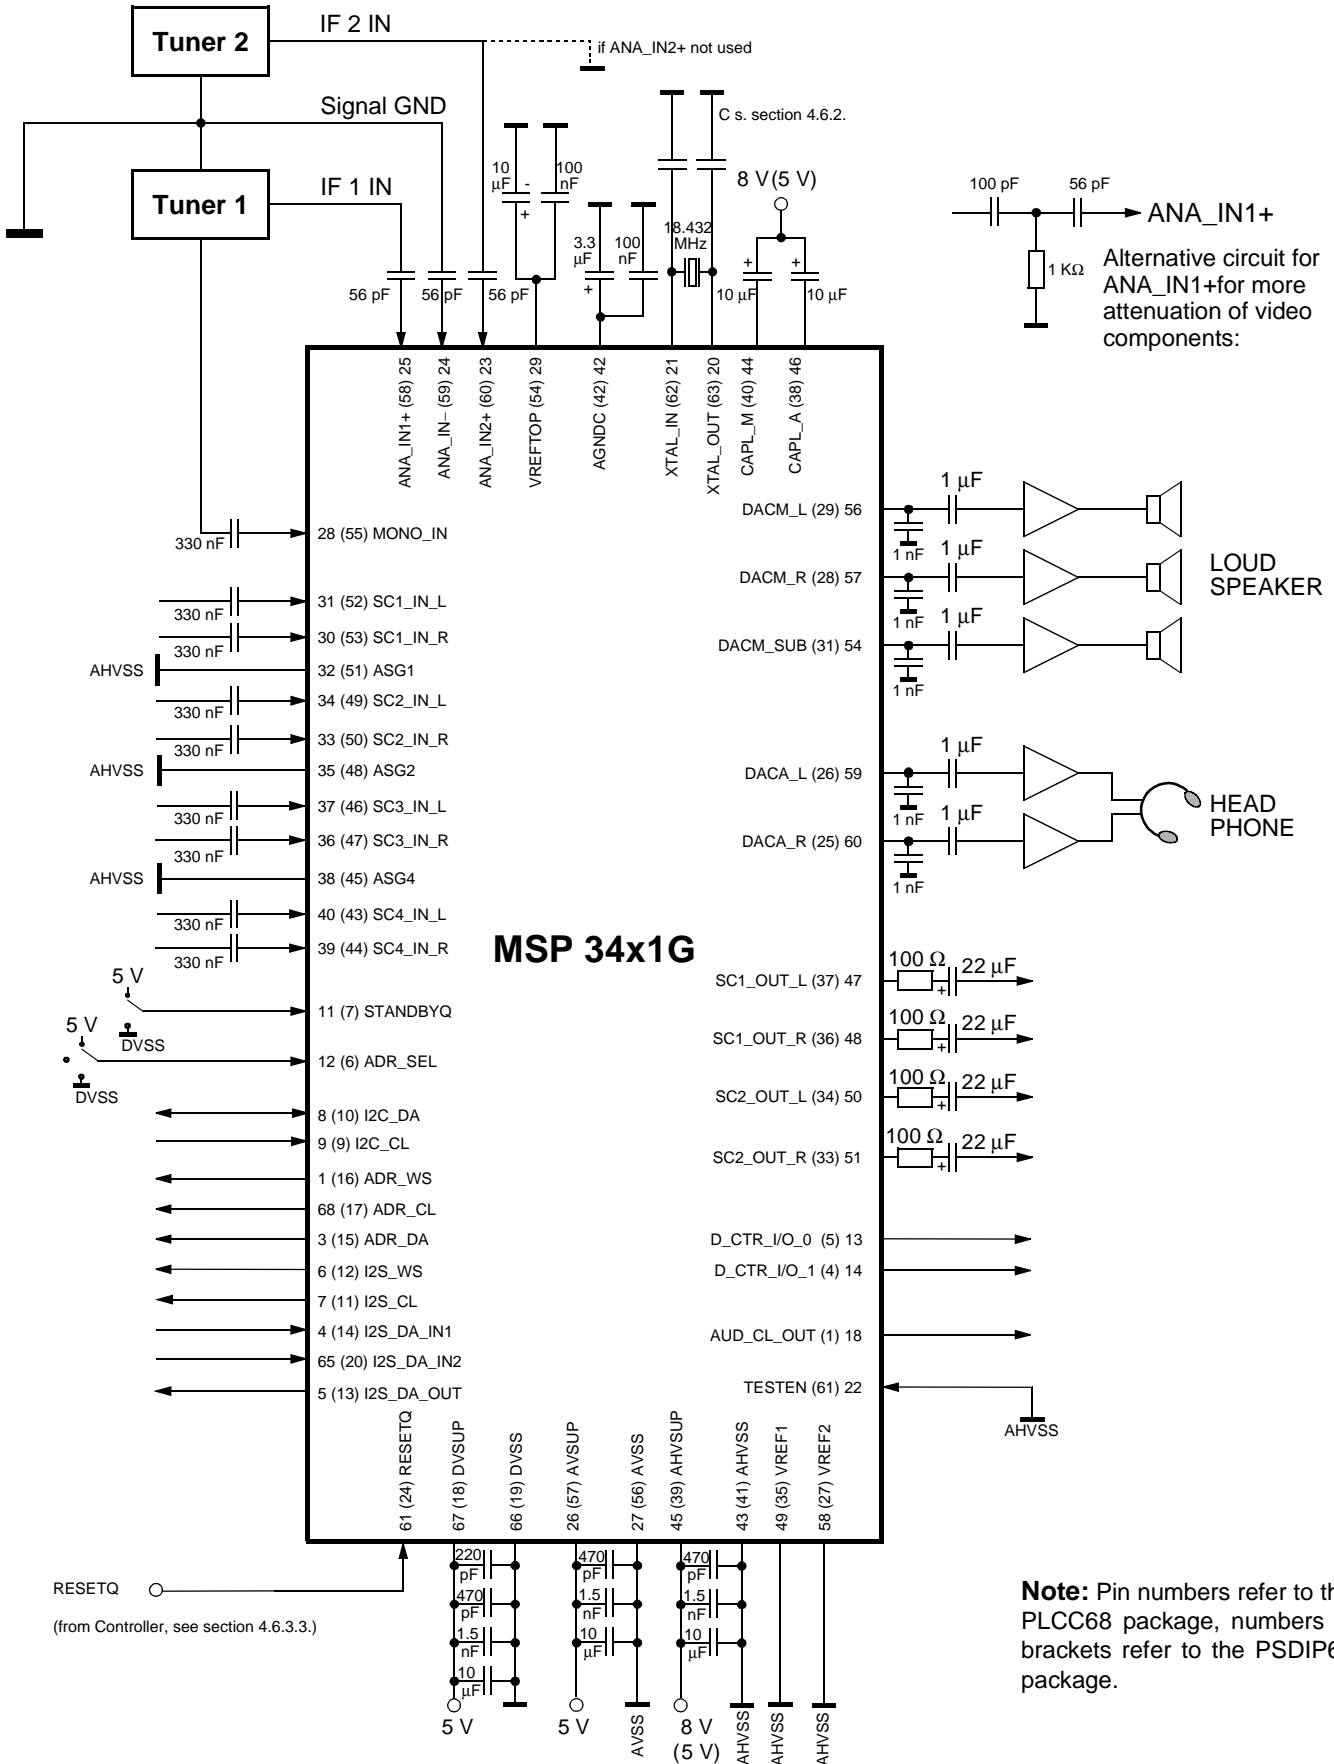 Tuner 2
IF 2 IN
if ANA_IN2+ not used
Signal GND
C s. section 4.6.2.
Tuner 1
IF 1 IN
10
µF
-
+
100
nF
8 V(5 V)
3.3
µF
+
100
nF
18.432
MHz
+
+
56 pF
56 pF
56 pF
10 µF
10 µF
100 pF
56 pF
ANA_IN1+
1 KΩ
Alternative circuit for
ANA_IN1+for more
attenuation of video
components:
ANA_IN1+ (58) 25
ANA_IN− (59) 24
ANA_IN2+ (60) 23
VREFTOP (54) 29
AGNDC (42) 42
XTAL_IN (62) 21
XTAL_OUT (63) 20
CAPL_M (40) 44
CAPL_A (38) 46
330 nF
28 (55) MONO_IN
330 nF
31 (52) SC1_IN_L
330 nF
30 (53) SC1_IN_R
AHVSS
32 (51) ASG1
330 nF
34 (49) SC2_IN_L
330 nF
33 (50) SC2_IN_R
AHVSS
35 (48) ASG2
330 nF
37 (46) SC3_IN_L
330 nF
36 (47) SC3_IN_R
AHVSS
38 (45) ASG4
330 nF
40 (43) SC4_IN_L
330 nF
39 (44) SC4_IN_R
5 V
DVSS
11 (7) STANDBYQ
5 V
DVSS
12 (6) ADR_SEL
8 (10) I2C_DA
9 (9) I2C_CL
1 (16) ADR_WS
68 (17) ADR_CL
3 (15) ADR_DA
6 (12) I2S_WS
7 (11) I2S_CL
4 (14) I2S_DA_IN1
65 (20) I2S_DA_IN2
5 (13) I2S_DA_OUT
MSP 34x1G
DACM_L (29) 56
1 nF
1 µF
DACM_R (28) 57
1 nF
1 µF
DACM_SUB (31) 54
1 nF
1 µF
LOUD
SPEAKER
DACA_L (26) 59
1 nF
1 µF
DACA_R (25) 60
1 nF
1 µF
HEAD
PHONE
SC1_OUT_L (37) 47
100 Ω
+
22 µF
SC1_OUT_R (36) 48
100 Ω
+
22 µF
SC2_OUT_L (34) 50
100 Ω
+
22 µF
SC2_OUT_R (33) 51
100 Ω
+
22 µF
D_CTR_I/O_0 (5) 13
D_CTR_I/O_1 (4) 14
AUD_CL_OUT (1) 18
TESTEN (61) 22
AHVSS
61 (24) RESETQ
67 (18) DVSUP
66 (19) DVSS
26 (57) AVSUP
27 (56) AVSS
45 (39) AHVSUP
43 (41) AHVSS
49 (35) VREF1
58 (27) VREF2
RESETQ
(from Controller, see section 4.6.3.3.)
220
pF
470
pF
1.5
nF
10
µF
5 V
470
pF
1.5
nF
10
µF
5 V
AVSS
470
pF
1.5
nF
10
µF
8 V
(5 V)
AHVSS
AHVSS
AHVSS
Note: Pin numbers refer to
PLCC68 package, numbers
brackets refer to the
package.